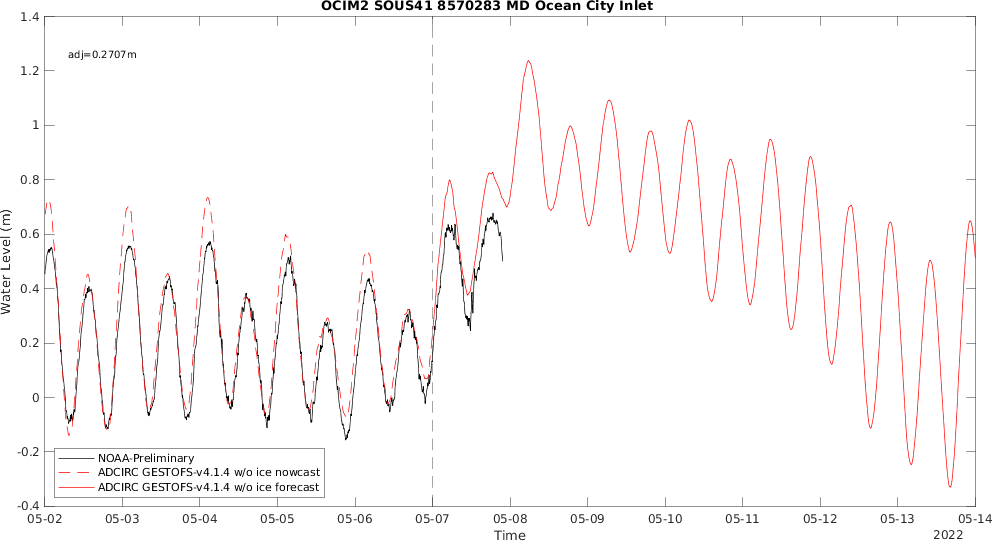 OCIM2 SOUS41 8570283 MD Ocean City Inlet
adj=0.2707m
1.4
1.2
1
0.8
0.6
0.4
0.2
0
-0.2
-0.4
Water Level (m)
NOAA-Preliminary
ADCIRC GESTOFS-v4.1.4 w/o ice nowcast
ADCIRC GESTOFS-v4.1.4 w/o ice forecast
05-02 05-03 05-04 05-05 05-06 05-07 05-08 05-09 05-10 05-11 05-12 05-13 05-14
Time
2022